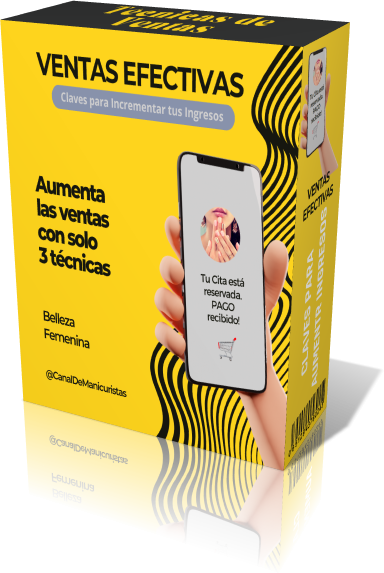 Técnicas de
Ventas
VENTAS EFECTIVAS
Claves para Incrementar tus Ingresos
Aumenta
las ventas
con solo
3 técnicas
Belleza
Femenina
@CanalDeManicuristas
Tu Cita está
reservada.
PAGO
recibido!
Tu Cita está
reservada.
PAGO
recibido!
VENTAS
EFECTIVAS
CLAVES PARA
AUMENTAR INGRESOS
@CanalDeManicuristas
Femenina